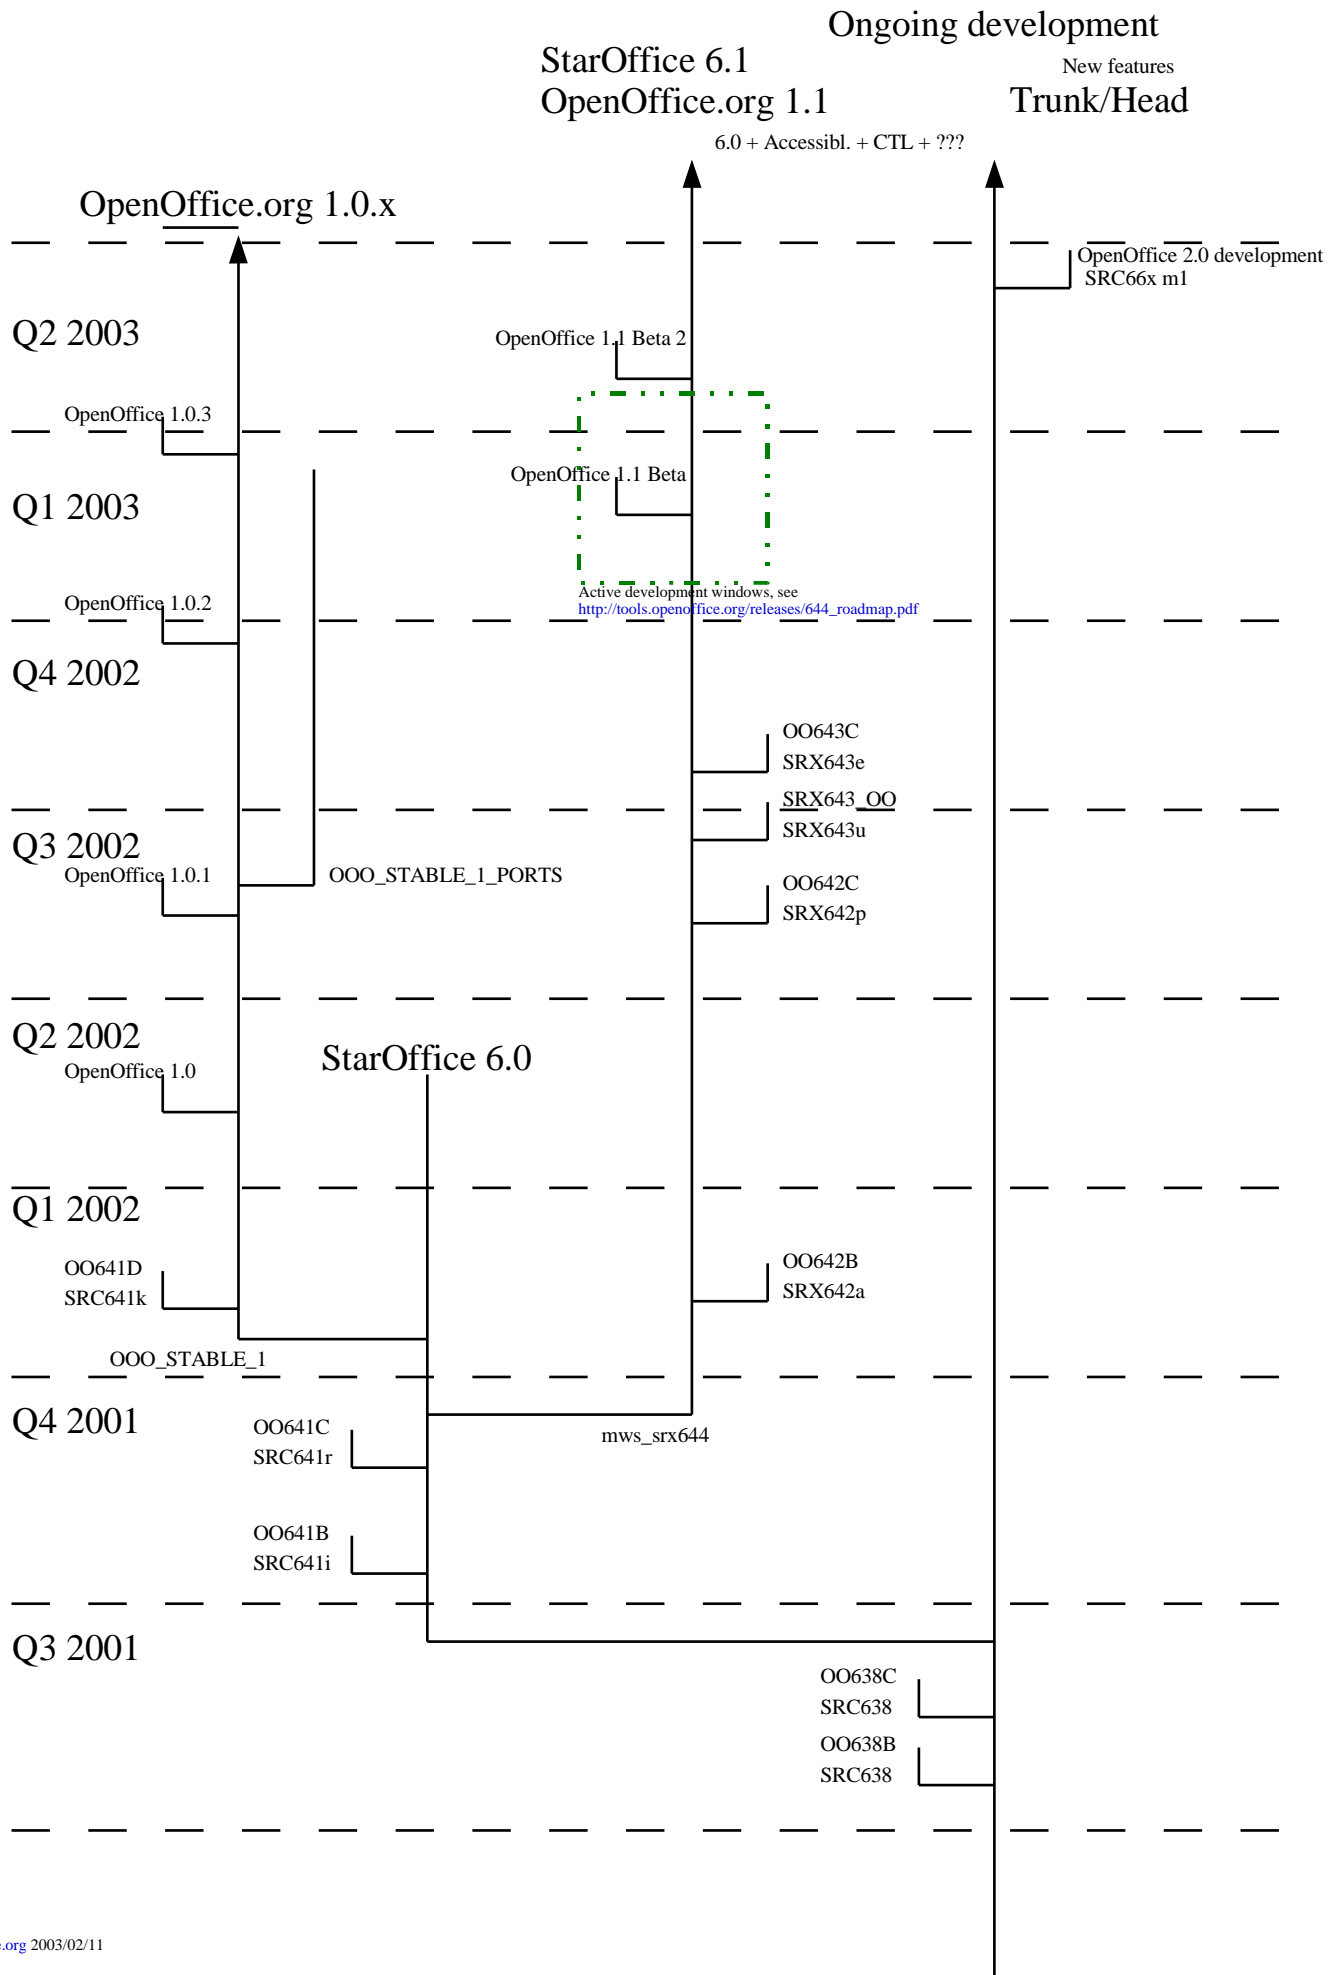 Ongoing development
StarOffice 6.1
New features
OpenOffice.org 1.1
Trunk/Head
6.0 + Accessibl. + CTL + ???
OpenOffice.org 1.0.x
OpenOffice 2.0 development
SRC66x m1
Q2 2003
OpenOffice 1.1 Beta 2
OpenOffice 1.0.3
OpenOffice 1.1 Beta
Q1 2003
Active development windows, see
http://tools.openoffice.org/releases/644_roadmap.pdf
OpenOffice 1.0.2
Q4 2002
OO643C
SRX643e
SRX643_OO
SRX643u
Q3 2002
OpenOffice 1.0.1
OOO_STABLE_1_PORTS
OO642C
SRX642p
Q2 2002
StarOffice 6.0
OpenOffice 1.0
Q1 2002
OO641D
SRC641k
OO642B
SRX642a
OOO_STABLE_1
Q4 2001
OO641C
SRC641r
mws_srx644
OO641B
SRC641i
Q3 2001
OO638C
SRC638
OO638B
SRC638
.org 2003/02/11